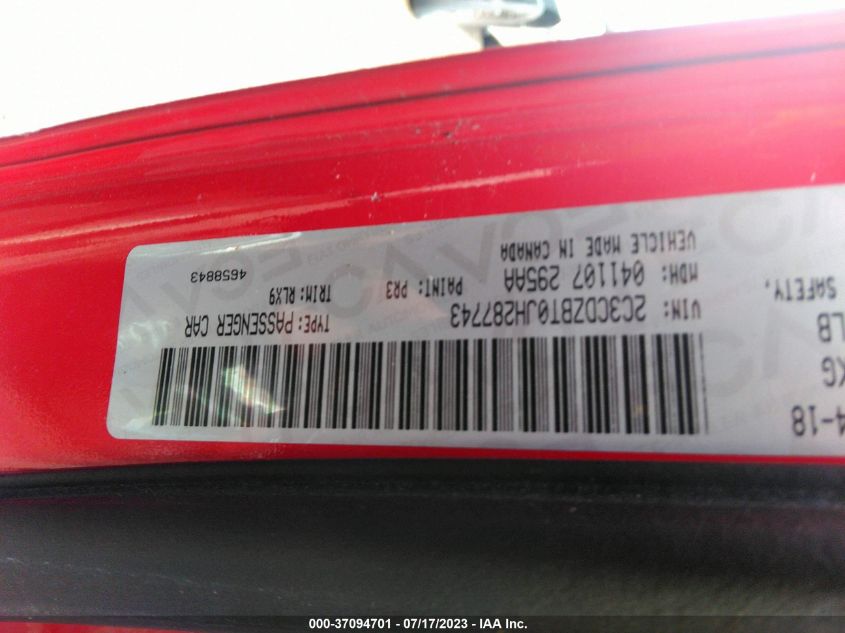 4-18
KG
LB
SAFETY,
VIN: 2C3CDZBT0JH287743 TYPE: PASSENGER CAR
MDH: 041107 295AA PAINT: PR3 TRIM: RLX9
VEHICLE MADE IN CANADA 4658843
000-37094701 - 07/17/2023 - IAA Inc.